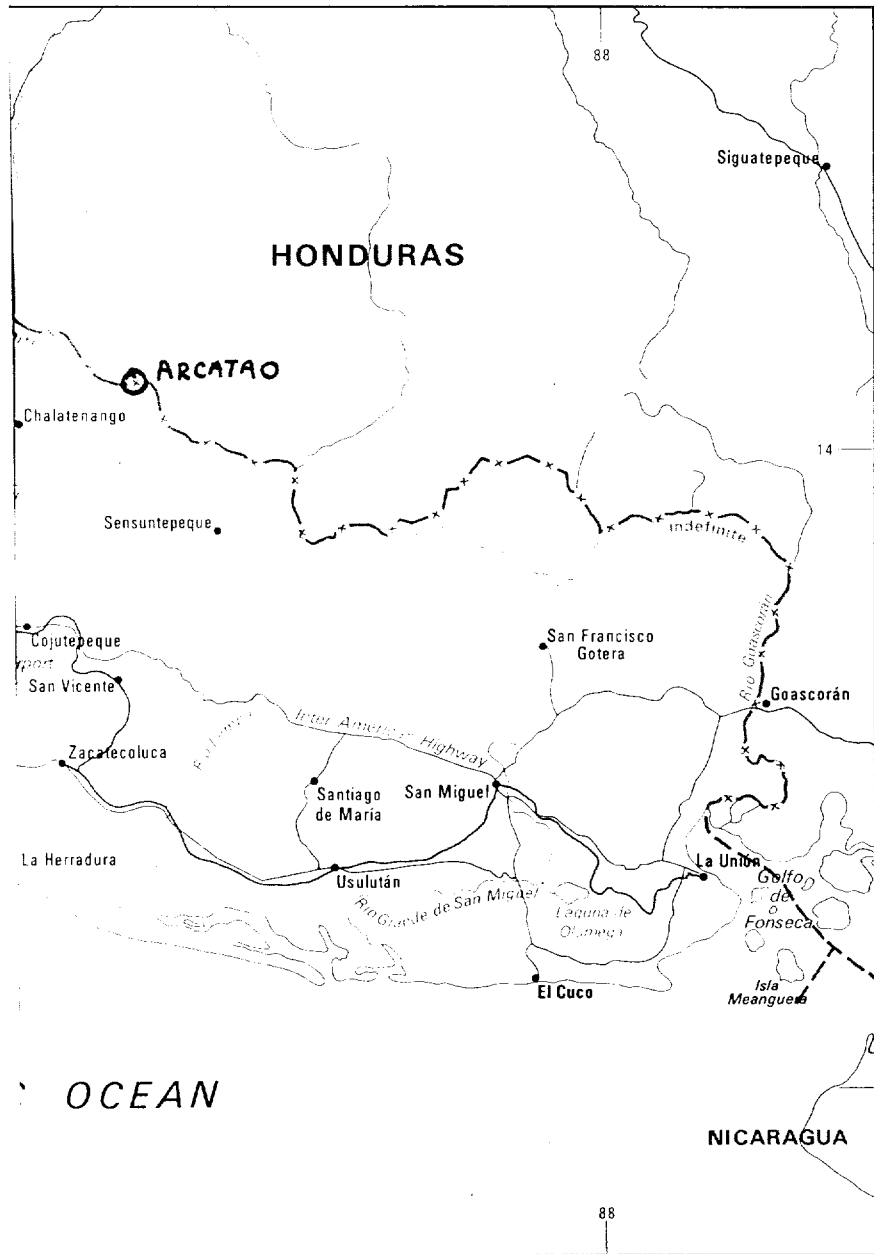 88
Siguatepeque
HONDURAS
ARCATAO
Chalatenango
14
Sensuntepeque
indefinite
Cojutepeque
San Francisco
Gotera
Río Goascorán
San Vicente
Goascorán
Inter American Highway
Zacatecoluca
Santiago
de María
San Miguel
La Herradura
Usulután
La Unión
Golfo
de
Fonseca
Río Grande de San Miguel
Laguna de
El Cuco
Isla
Meanguera
OCEAN
NICARAGUA
88